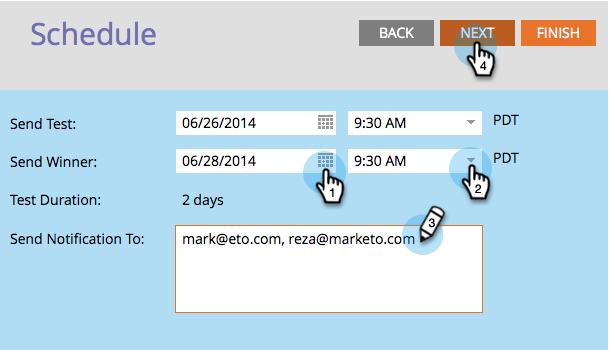 Schedule
BACK
NEXT
FINISH
4
Send Test:
06/26/2014
9:30 AM
PDT
Send Winner:
06/28/2014
9:30 AM
PDT
1
2
Test Duration:
2 days
3
Send Notification To:
mark@eto.com, reza@marketo.com